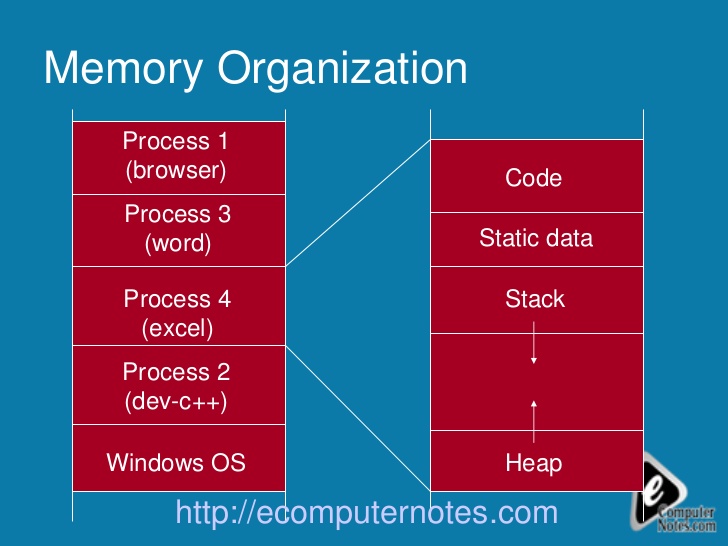 Memory Organization
Process 1
(browser)
Process 3
(word)
Process 4
(excel)
Process 2
(dev-c++)
Windows OS
Code
Static data
Stack
Heap
http://ecomputernotes.com
e
Computer
Notes.com